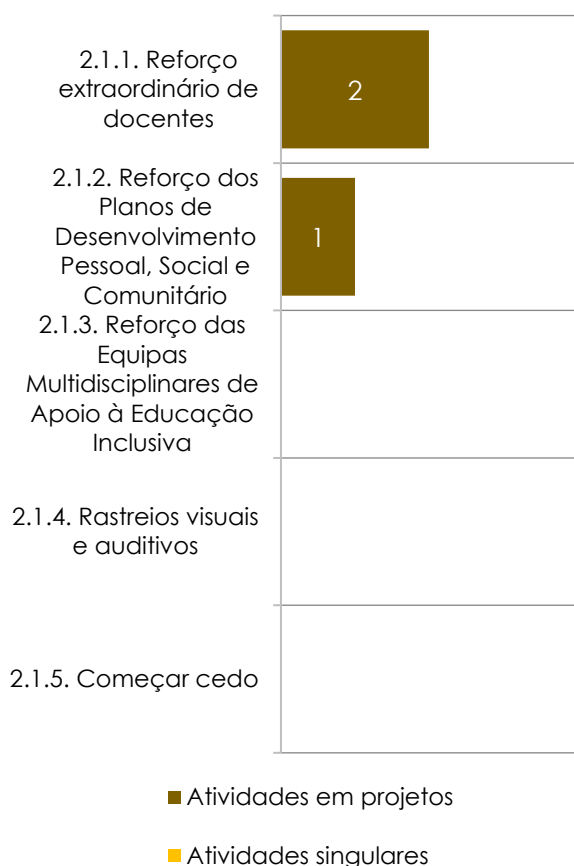 2.1.1. Reforço
extraordinário de
docentes
2
2.1.2. Reforço dos
Planos de
Desenvolvimento
Pessoal, Social e
Comunitário
1
2.1.3. Reforço das
Equipas
Multidisciplinares de
Apoio à Educação
Inclusiva
2.1.4. Rastreios visuais
e auditivos
2.1.5. Começar cedo
Atividades em projetos
Atividades singulares